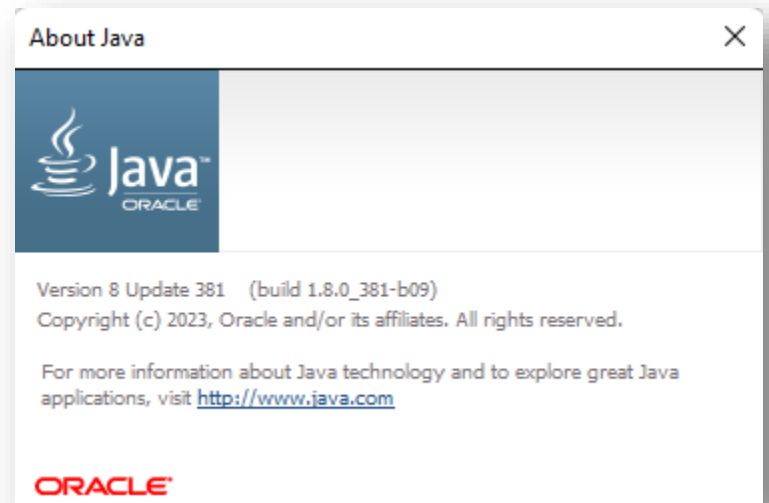 About Java
Java™
ORACLE
Version 8 Update 381 (build 1.8.0_381-b09)
Copyright (c) 2023, Oracle and/or its affiliates. All rights reserved.
For more information about Java technology and to explore great Java
applications, visit http://www.java.com
ORACLE